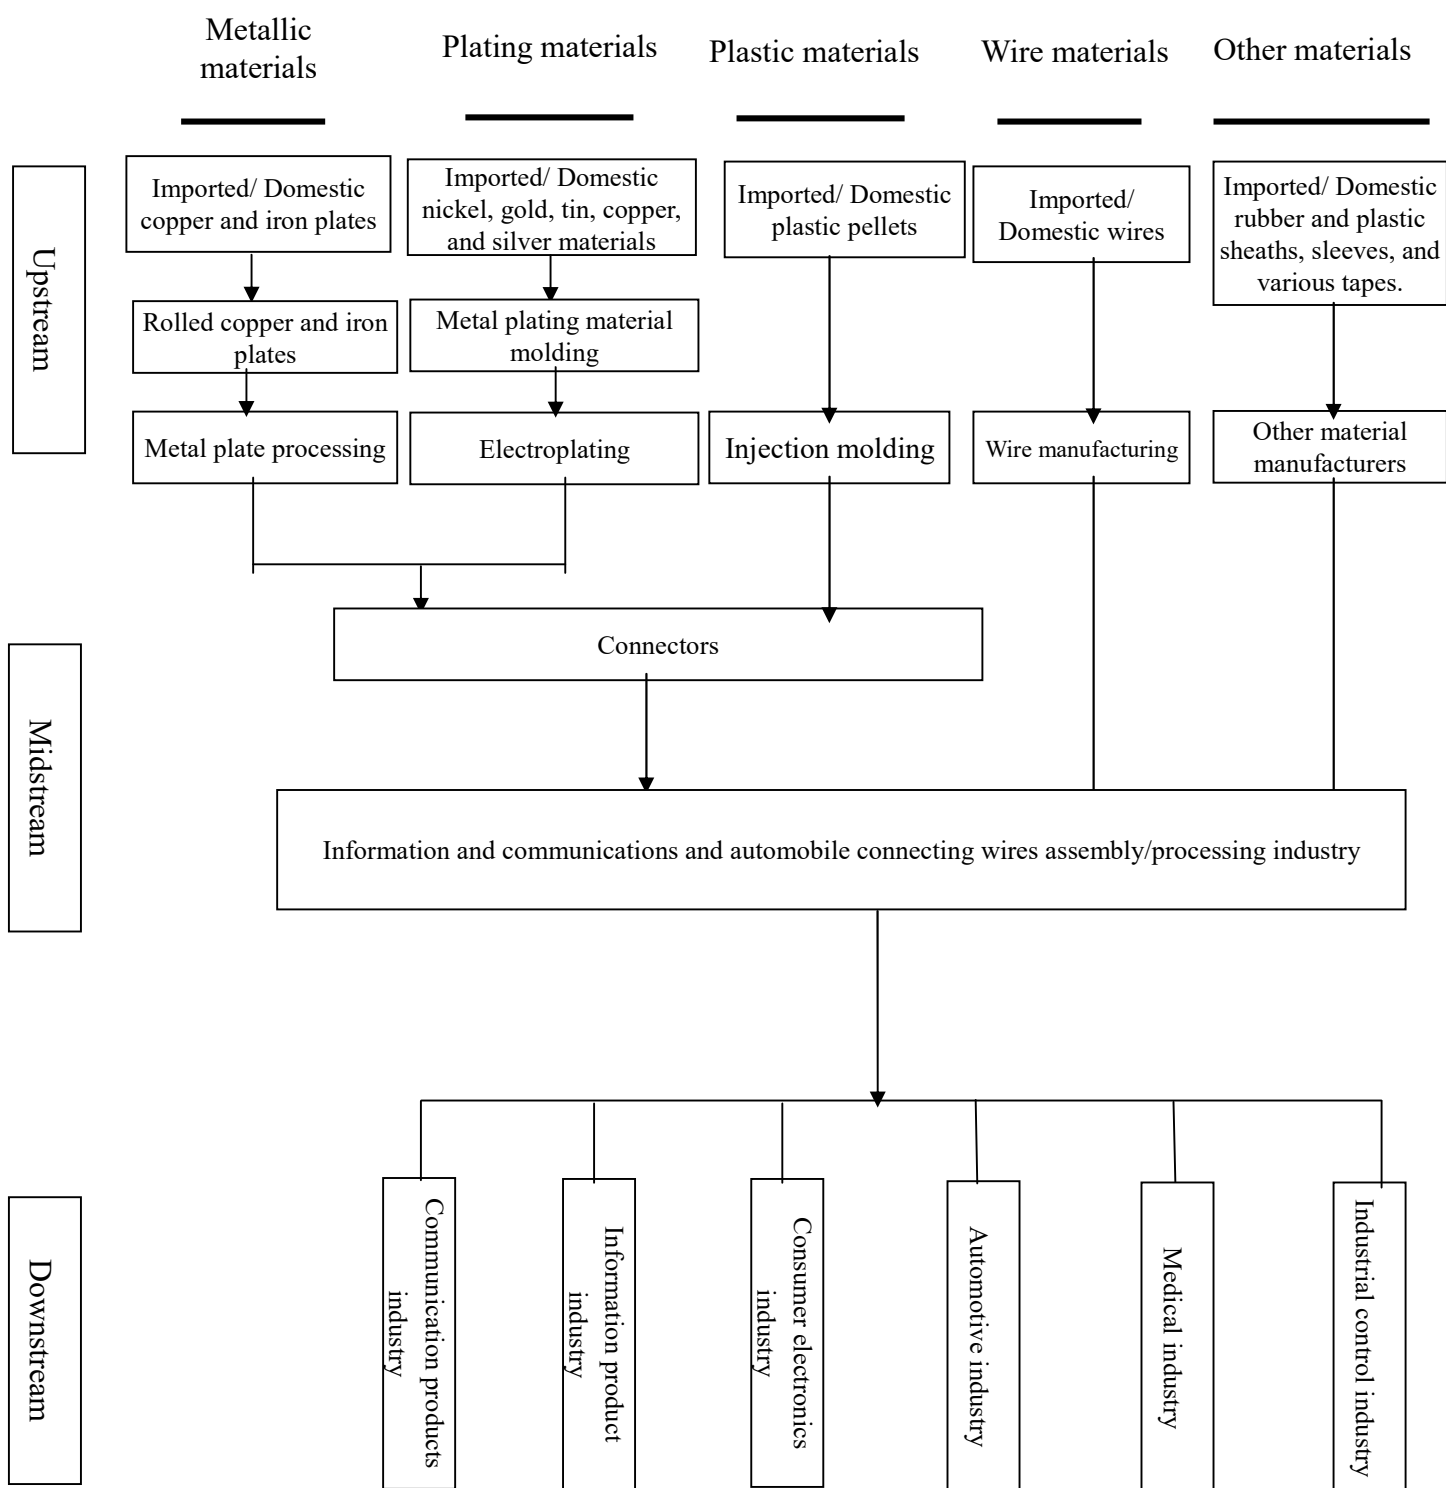 Metallic
materials
Plating materials
Plastic materials
Wire materials
Other materials
Upstream
Imported/ Domestic
copper and iron plates
Imported/ Domestic
nickel, gold, tin, copper,
and silver materials
Imported/ Domestic
plastic pellets
Imported/
Domestic wires
Imported/ Domestic
rubber and plastic
sheaths, sleeves, and
various tapes.
Rolled copper and iron
plates
Metal plating material
molding
Metal plate processing
Electroplating
Injection molding
Wire manufacturing
Other material
manufacturers
Midstream
Connectors
Information and communications and automobile connecting wires assembly/processing industry
Downstream
Communication products
industry
Information product
industry
Consumer electronics
industry
Automotive industry
Medical industry
Industrial control industry